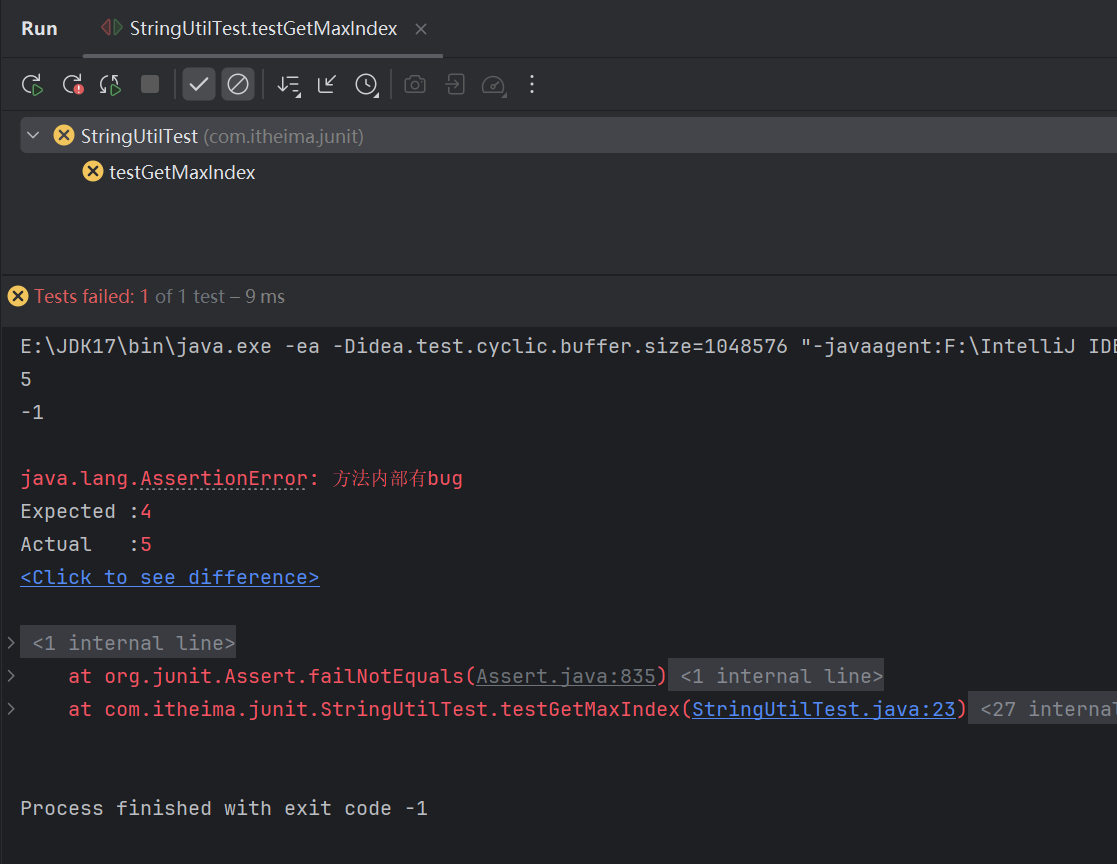 Run StringUtilTest.testGetMaxIndex
StringUtilTest (com.itheima.junit)
testGetMaxIndex
Tests failed: 1 of 1 test – 9 ms
E:\JDK17\bin\java.exe -ea -Didea.test.cyclic.buffer.size=1048576 "-javaagent:F:\IntelliJ IDE
5
-1
java.lang.AssertionError: 方法内部有bug
Expected :4
Actual   :5
<Click to see difference>
<1 internal line>
at org.junit.Assert.failNotEquals(Assert.java:835) <1 internal line>
at com.itheima.junit.StringUtilTest.testGetMaxIndex(StringUtilTest.java:23) <27 internal
Process finished with exit code -1